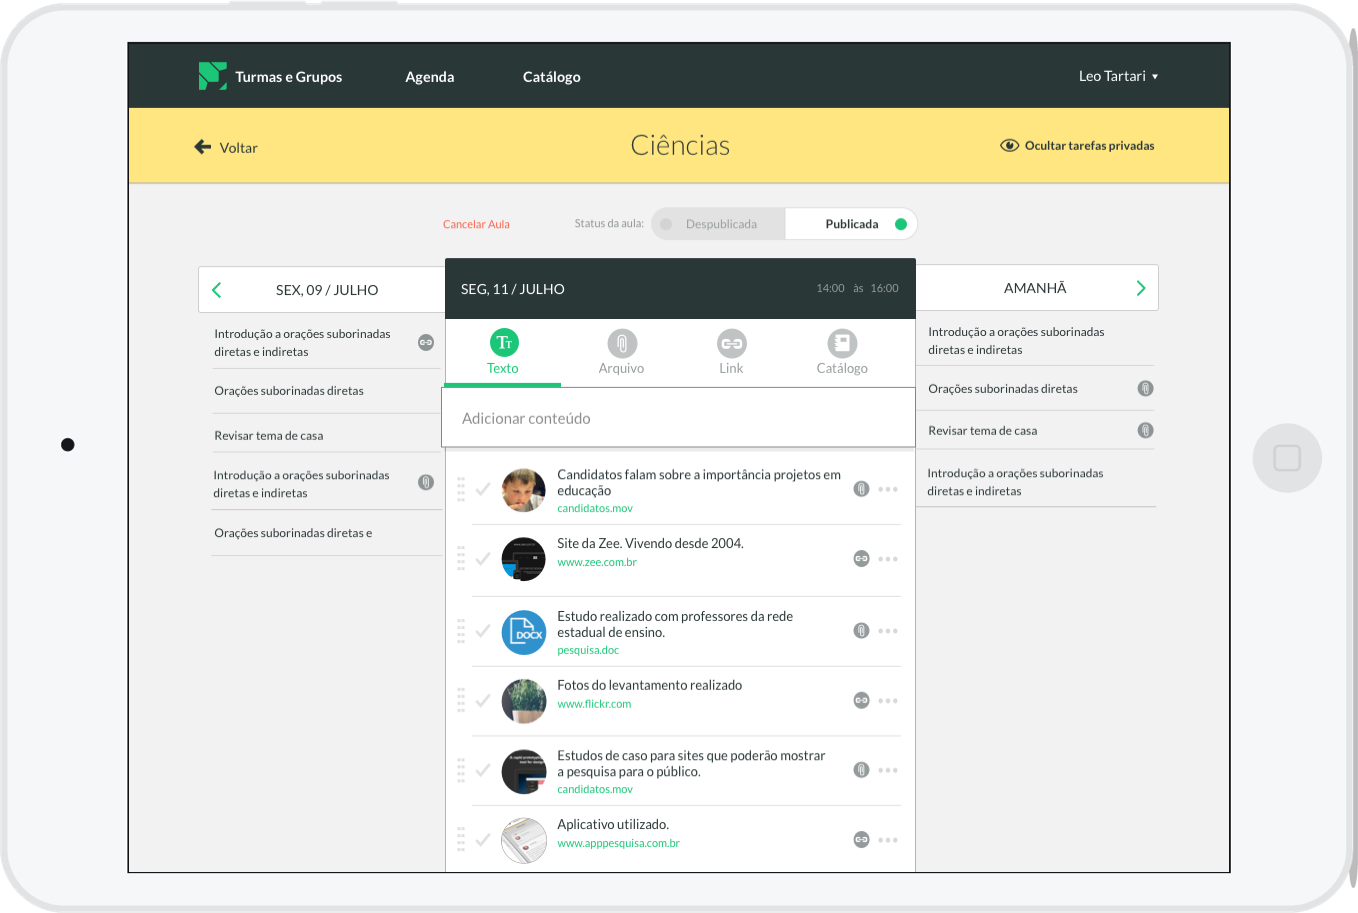 Turmas e Grupos
Agenda
Catálogo
Leo Tartari
Voltar
Ciências
Ocultar tarefas privadas
Cancelar Aula
Status da aula:
Despublicada
Publicada
SEX, 09 / JULHO
Introdução a orações suborinadas
diretas e indiretas
Orações suborinadas diretas
Revisar tema de casa
Introdução a orações suborinadas
diretas e indiretas
Orações suborinadas diretas e
SEG, 11 / JULHO
14:00 às 16:00
Texto
Arquivo
Link
Catálogo
Adicionar conteúdo
Candidatos falam sobre a importância projetos em
educação
candidatos.mov
Site da Zee. Vivendo desde 2004.
www.zee.com.br
DOCX
Estudo realizado com professores da rede
estadual de ensino.
pesquisa.doc
Fotos do levantamento realizado
www.flickr.com
Estudos de caso para sites que poderão mostrar
a pesquisa para o público.
candidatos.mov
Aplicativo utilizado.
www.apppesquisa.com.br
AMANHÃ
Introdução a orações suborinadas
diretas e indiretas
Orações suborinadas diretas
Revisar tema de casa
Introdução a orações suborinadas
diretas e indiretas